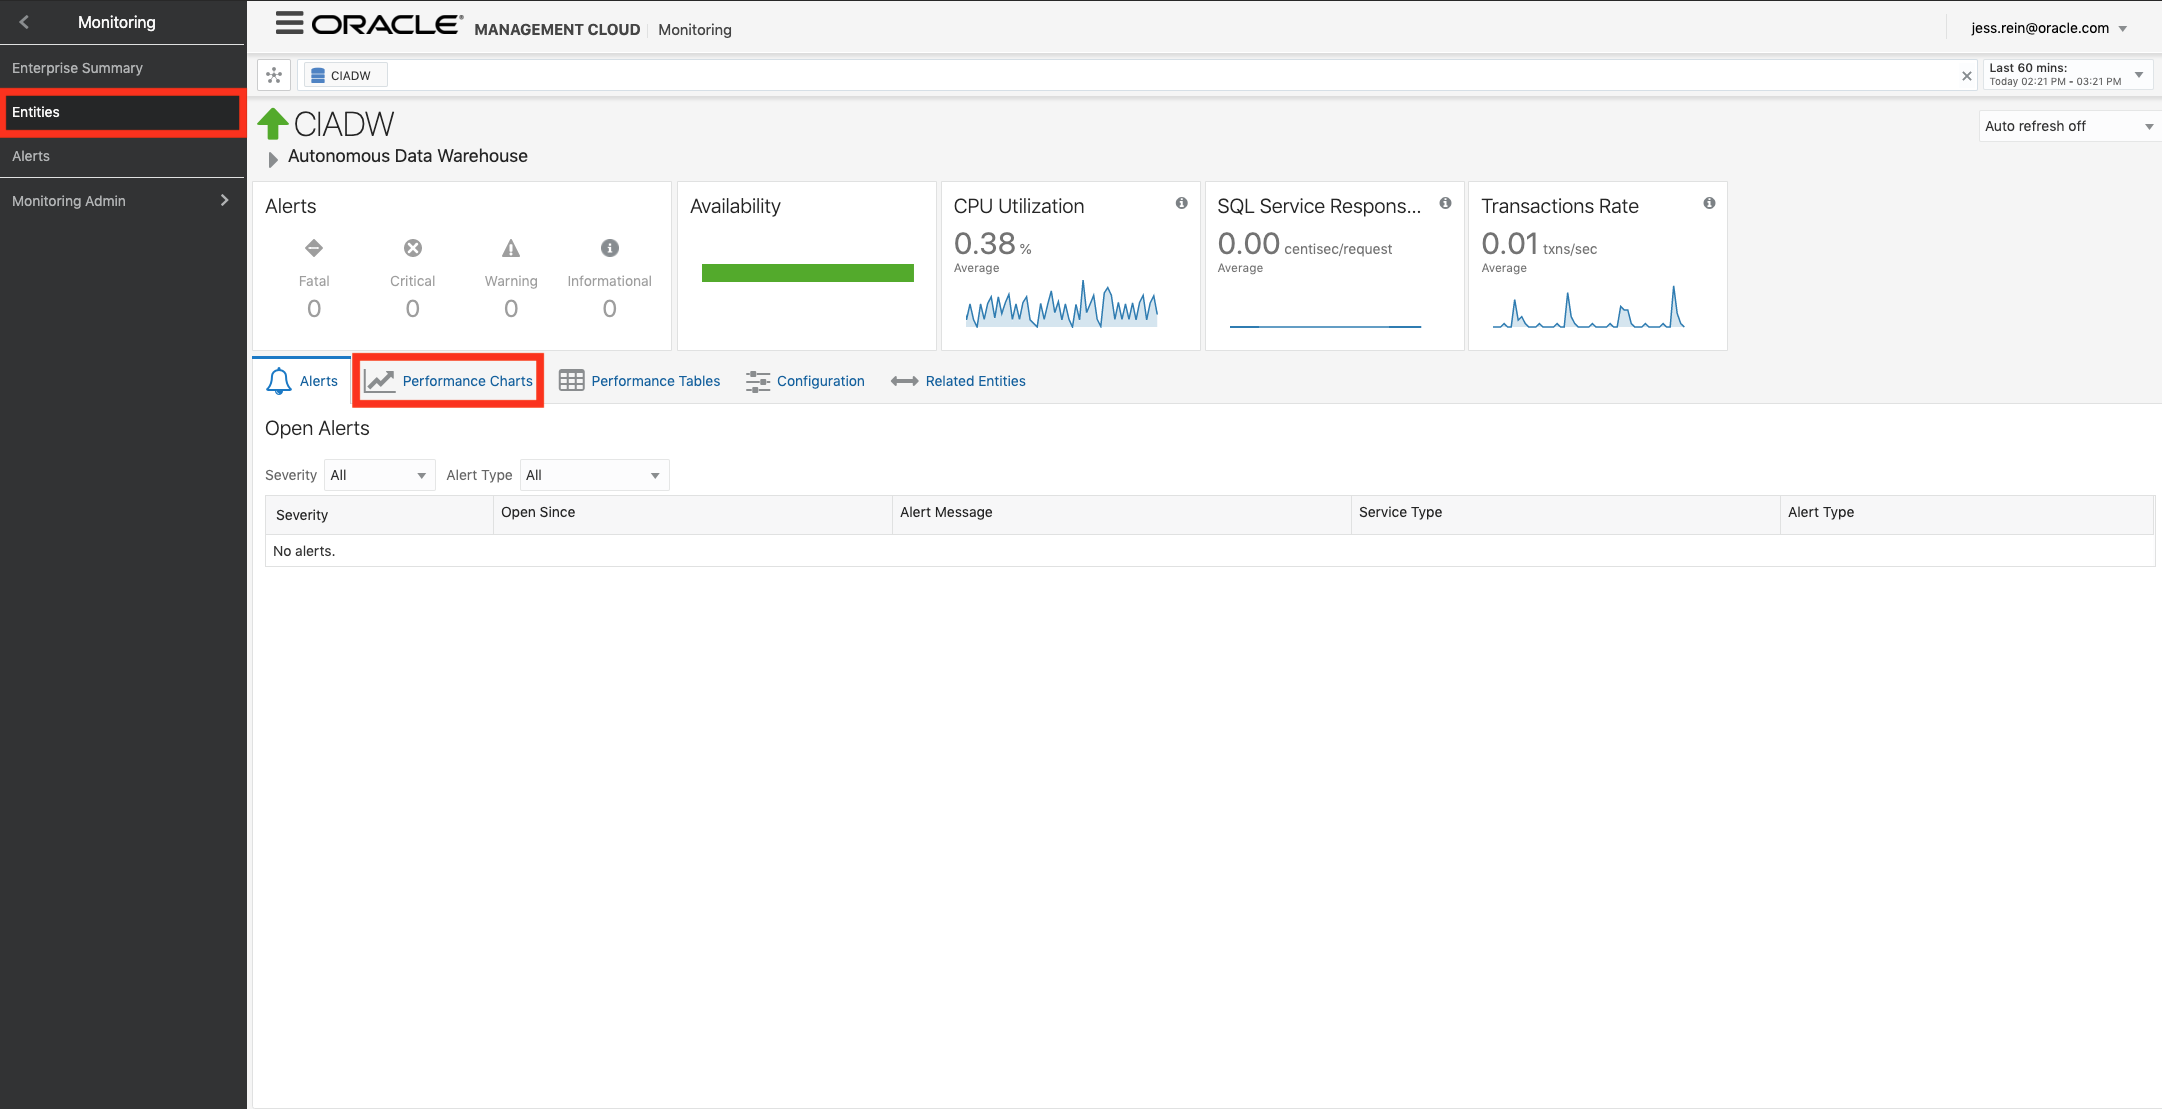 Monitoring
Enterprise Summary
Entities
Alerts
Monitoring Admin
ORACLE® MANAGEMENT CLOUD Monitoring
jess.rein@oracle.com
CIADW
Last 60 mins:
Today 02:21 PM - 03:21 PM
CIADW
Auto refresh off
Autonomous Data Warehouse
Alerts
Fatal Critical Warning Informational
0 0 0 0
Availability
CPU Utilization
0.38 %
Average
SQL Service Respons...
0.00 centisec/request
Average
Transactions Rate
0.01 txns/sec
Average
Alerts Performance Charts Performance Tables Configuration Related Entities
Open Alerts
Severity All Alert Type All
Severity Open Since Alert Message Service Type Alert Type
No alerts.